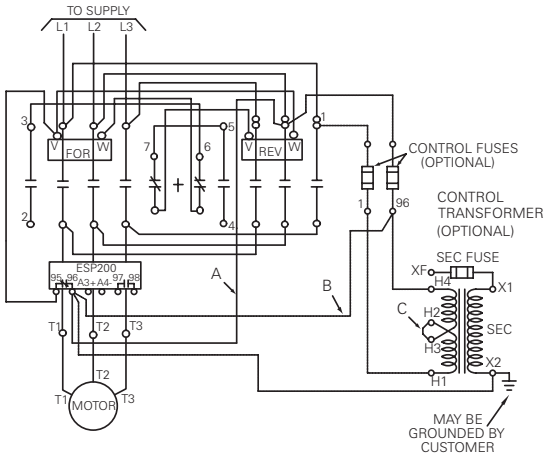 TO SUPPLY
L1 L2 L3
3
V FOR W
7 6
5
V REV W
1
CONTROL FUSES
(OPTIONAL)
2
4
1 96
CONTROL
TRANSFORMER
(OPTIONAL)
SEC FUSE
XF
H4
X1
ESP200
95 96 A3+ A4- 97 98
A
B
C
H2
H3
SEC
X2
H1
T1 T2 T3
T1 T2 T3
MOTOR
MAY BE
GROUNDED BY
CUSTOMER